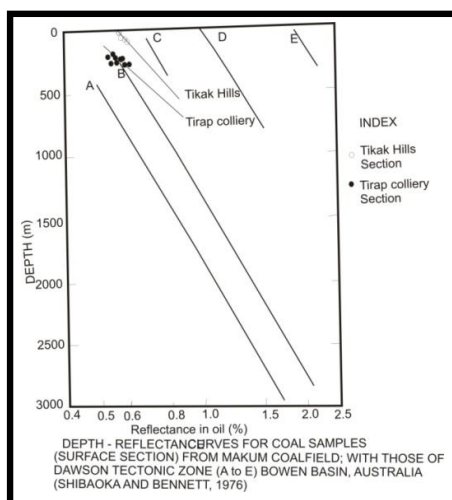 0
500
1000
1500
2000
2500
3000
DEPTH (m)
A
B
C
D
E
Tikak Hills
Tirap colliery
INDEX
Tikak Hills
Section
Tirap colliery
Section
0.4 0.5 0.6 0.8 1.0 1.5 2.0 2.5
Reflectance in oil (%)
DEPTH - REFLECTANCERVES FOR COAL SAMPLES
(SURFACE SECTION) FROM MAKUM COALFIELD; WITH THOSE OF
DAWSON TECTONIC ZONE (A to E) BOWEN BASIN, AUSTRALIA
(SHIBAOKA AND BENNETT, 1976)